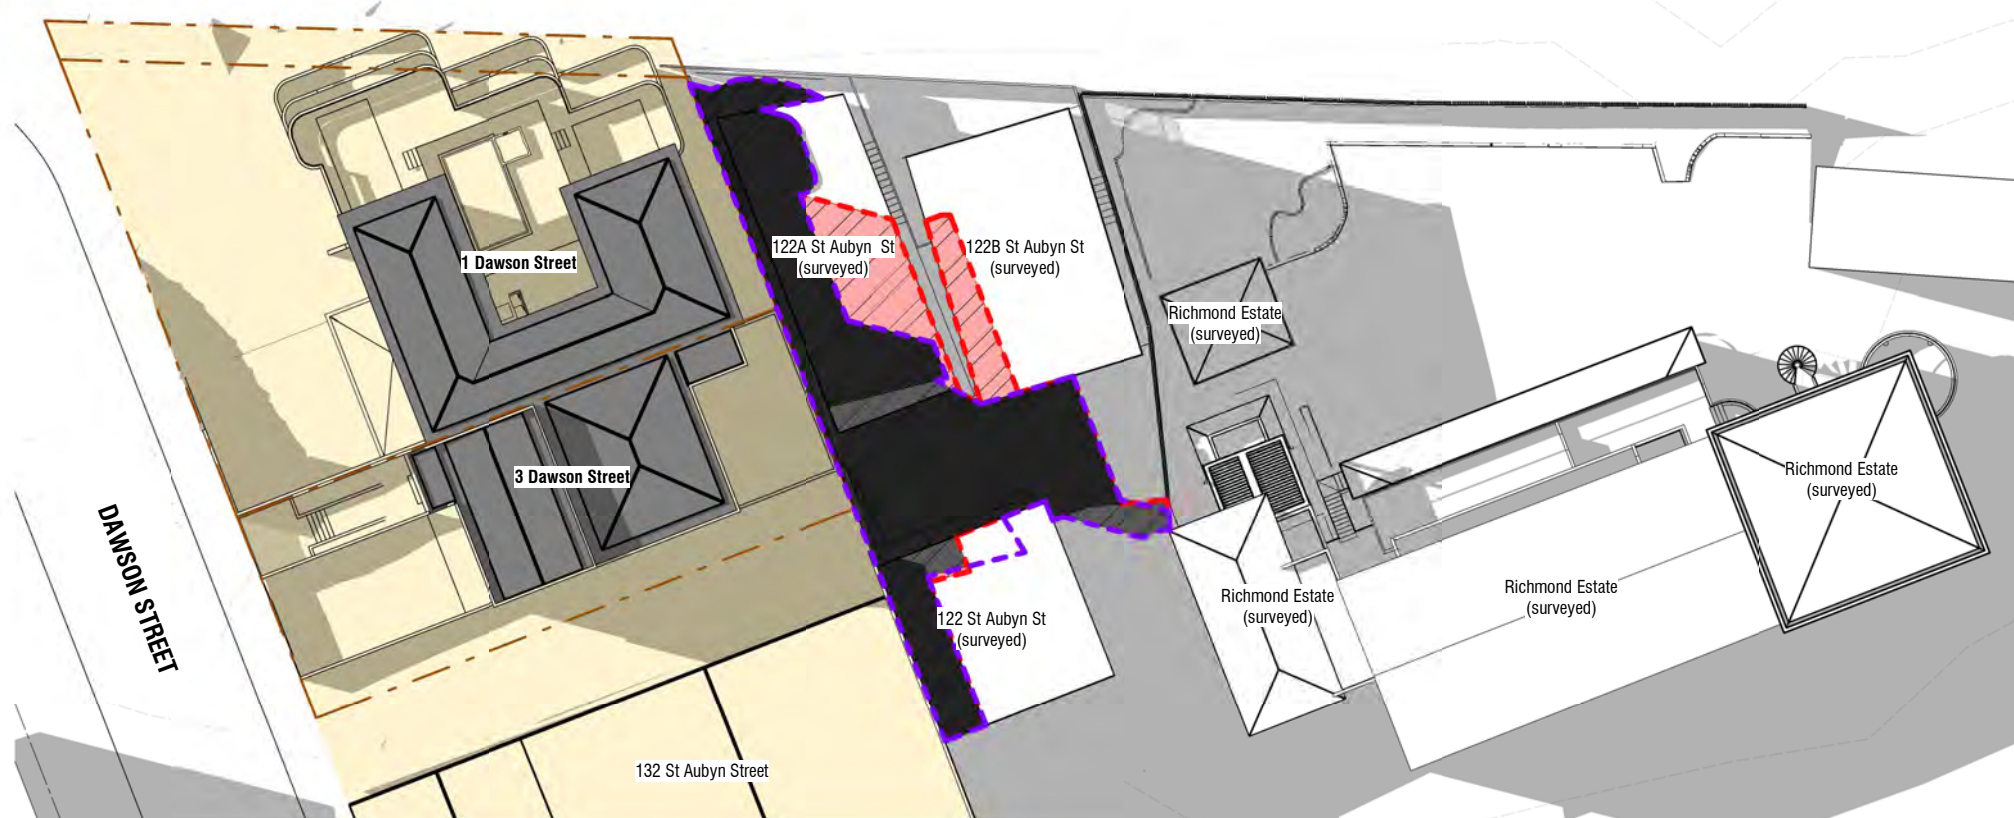 1 Dawson Street
122A St Aubyn St
(surveyed)
122B St Aubyn St
(surveyed)
Richmond Estate
(surveyed)
3 Dawson Street
Richmond Estate
(surveyed)
DAWSON STREET
Richmond Estate
(surveyed)
Richmond Estate
(surveyed)
122 St Aubyn St
(surveyed)
132 St Aubyn Street